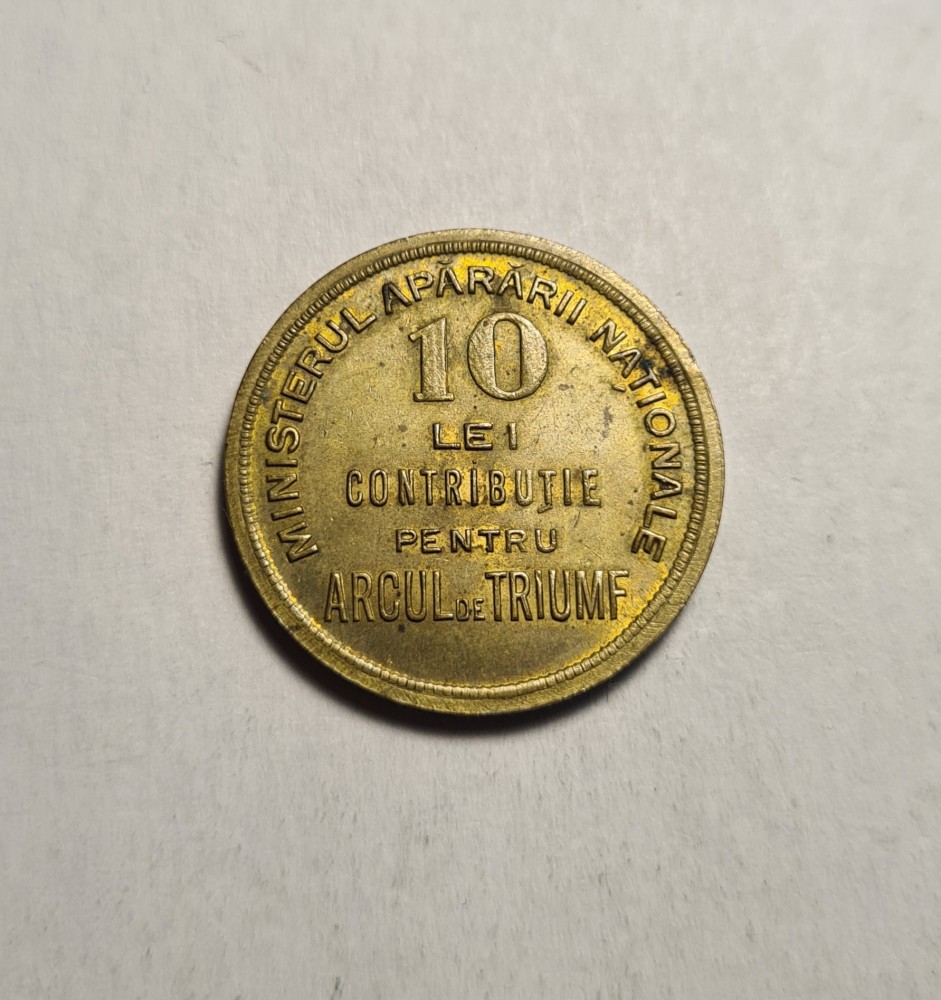 MINISTERUL APĂRĂRII NAȚIONALE
10
LEI
CONTRIBUȚIE
PENTRU
ARCUL DE TRIUMF